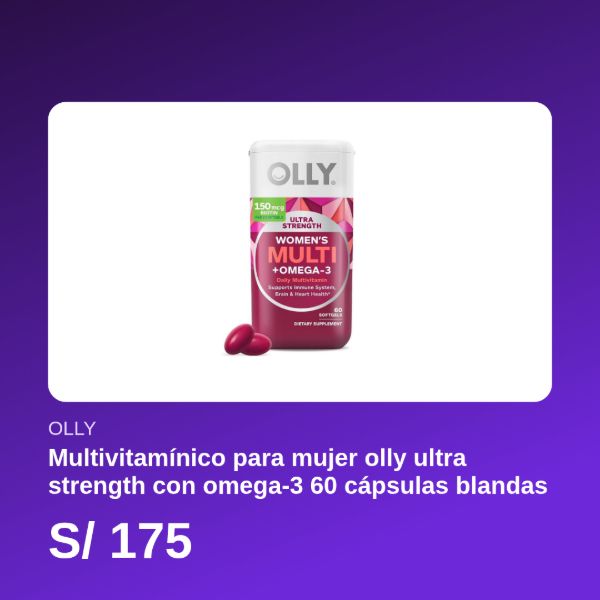 OLLY
150 mcg
BIOTIN
ULTRA
STRENGTH
WOMEN'S
MULTI
+OMEGA-3
Daily Multivitamin
Supports Immune System,
Brain & Heart Health*
60
SOFTGELS
DIETARY SUPPLEMENT
OLLY
Multivitamínico para mujer olly ultra
strength con omega-3 60 cápsulas blandas
S/ 175